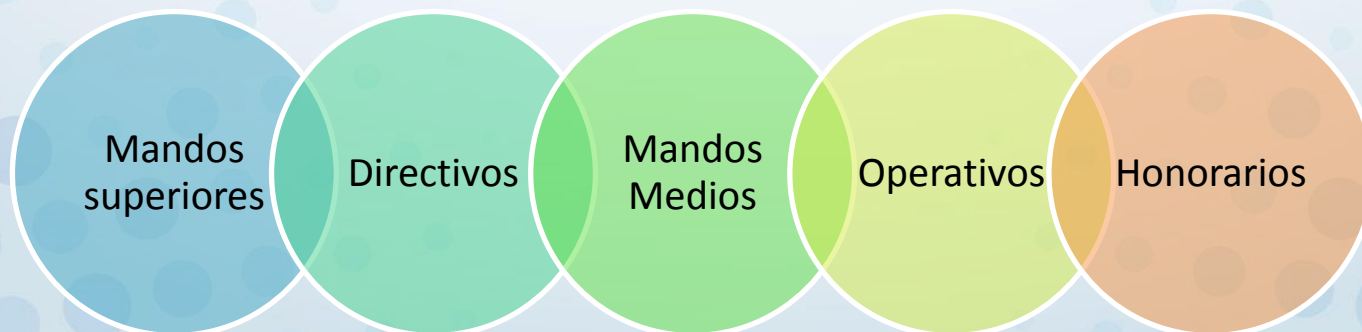 Mandos
superiores
Directivos
Mandos
Medios
Operativos
Honorarios